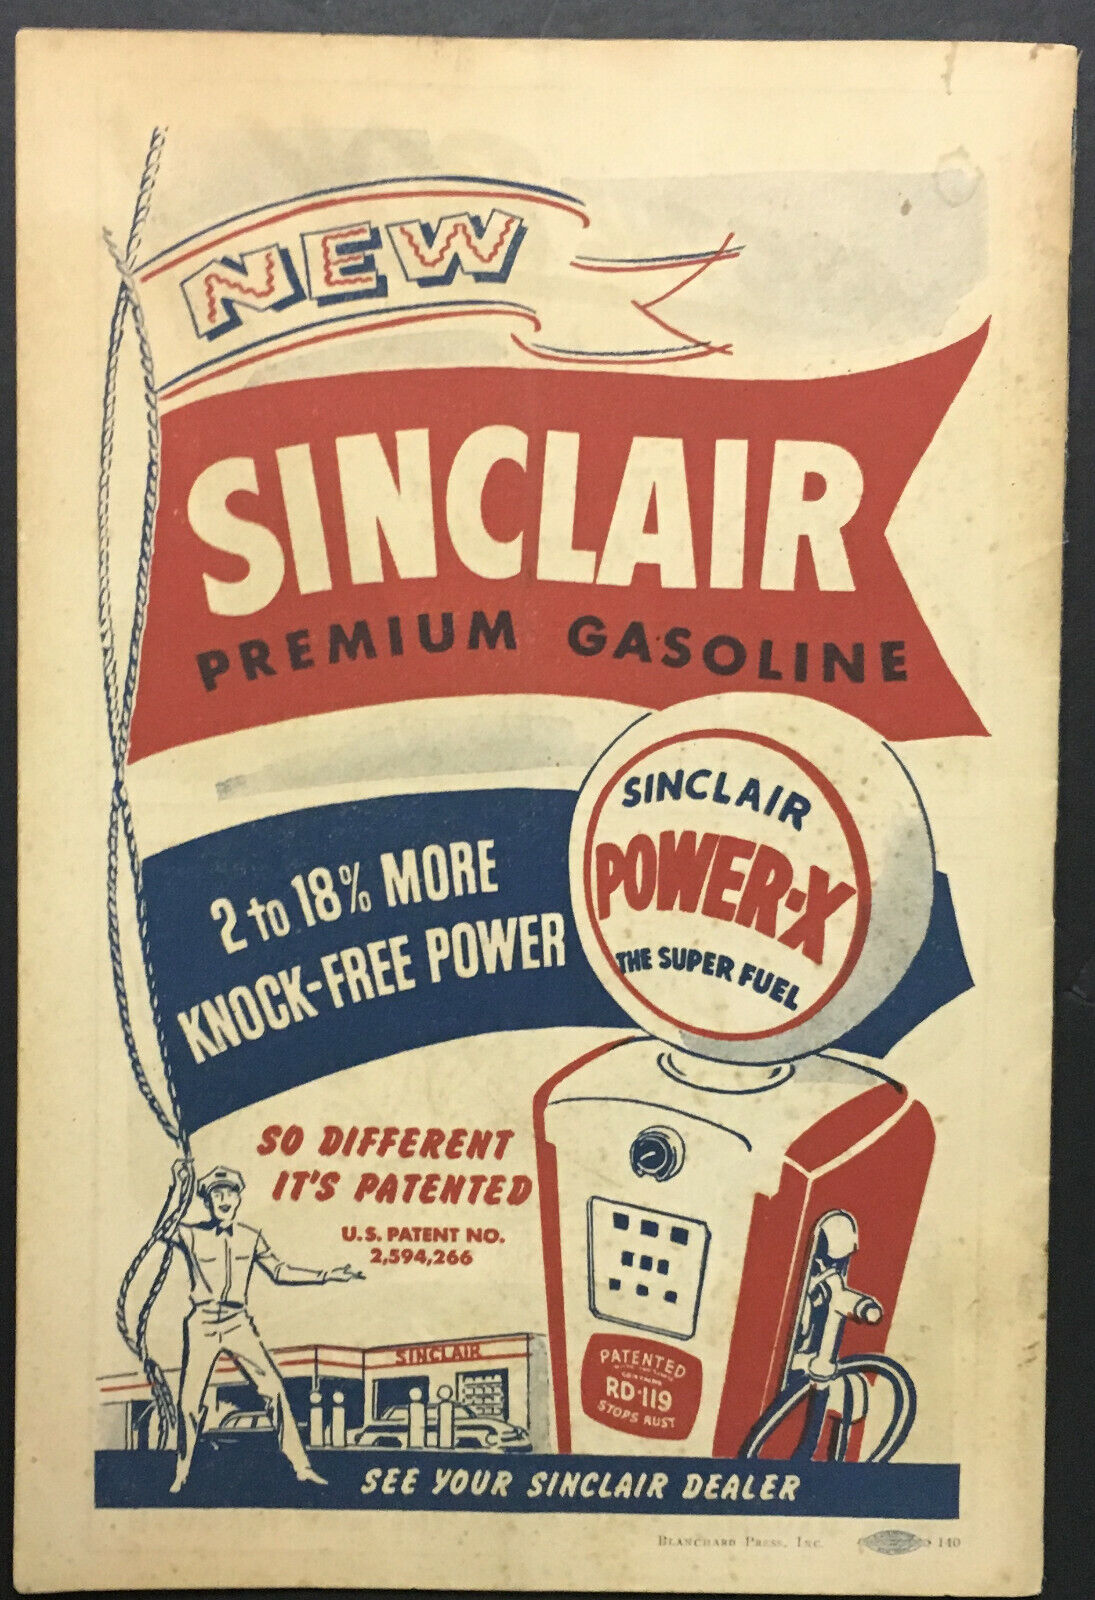 NEW
SINCLAIR
PREMIUM GASOLINE
2 to 18% MORE
KNOCK-FREE POWER
SINCLAIR
POWER-X
THE SUPER FUEL
SO DIFFERENT
IT'S PATENTED
U.S. PATENT NO.
2,594,266
SINCLAIR
PATENTED
RD-119
STOPS RUST
SEE YOUR SINCLAIR DEALER
BLANCHARD PRESS, INC.
140